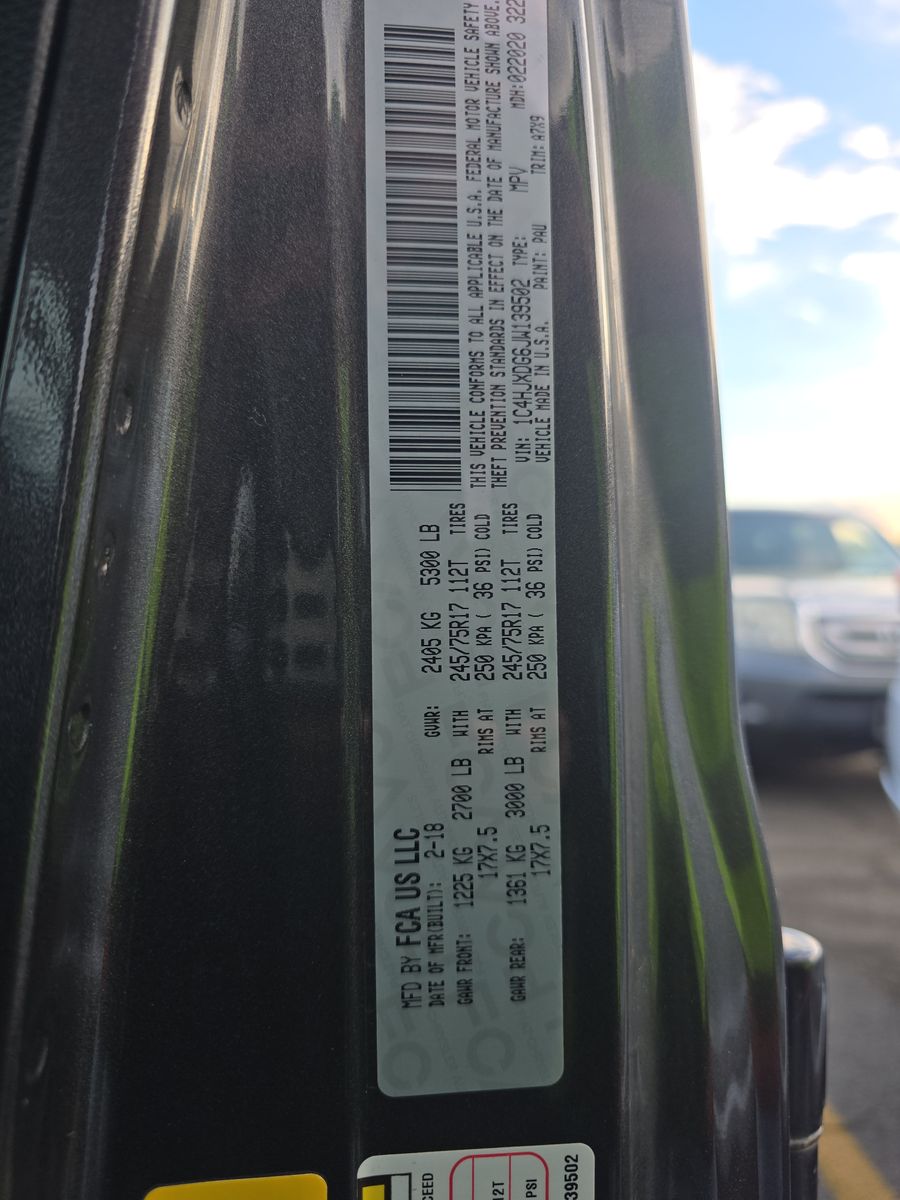 MFD BY FCA US LLC
DATE OF MFR(BUILT): 2-18 GVWR: 2405 KG 5300 LB
GAWR FRONT: 1225 KG 2700 LB WITH 245/75R17 112T TIRES
17X7.5 RIMS AT 250 KPA ( 36 PSI) COLD
GAWR REAR: 1361 KG 3000 LB WITH 245/75R17 112T TIRES
17X7.5 RIMS AT 250 KPA ( 36 PSI) COLD
THIS VEHICLE CONFORMS TO ALL APPLICABLE U.S.A. FEDERAL MOTOR VEHICLE SAFETY
THEFT PREVENTION STANDARDS IN EFFECT ON THE DATE OF MANUFACTURE SHOWN ABOVE.
VIN: 1C4HJXDG6JW139502 TYPE: MPV MDH:022020 322
VEHICLE MADE IN U.S.A. PAINT: PAU TRIM: A7X9
CEED
12T
PSI
39502